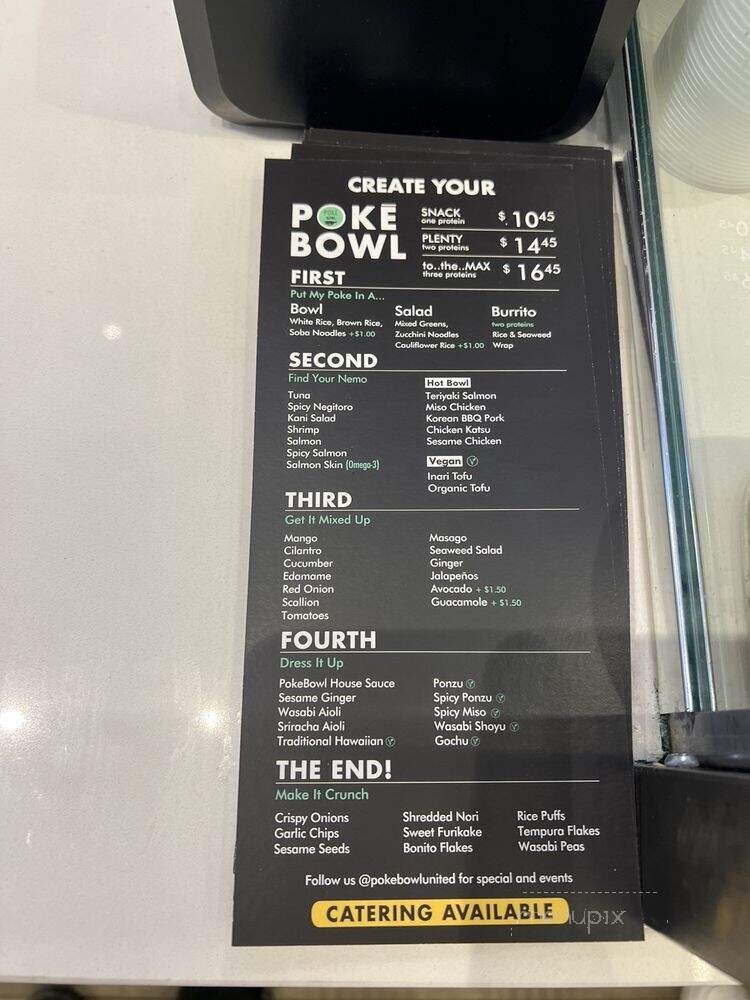 CREATE YOUR
POKĒ
BOWL
SNACK $ 10⁴⁵
one protein
PLENTY $ 14⁴⁵
two proteins
to..the..MAX $ 16⁴⁵
three proteins
FIRST
Put My Poke In A...
Bowl
White Rice, Brown Rice,
Soba Noodles +$1.00
Salad
Mixed Greens,
Zucchini Noodles
Cauliflower Rice +$1.00
Burrito
two proteins
Rice & Seaweed
Wrap
SECOND
Find Your Nemo
Tuna
Spicy Negitoro
Kani Salad
Shrimp
Salmon
Spicy Salmon
Salmon Skin (Omega-3)
Hot Bowl
Teriyaki Salmon
Miso Chicken
Korean BBQ Pork
Chicken Katsu
Sesame Chicken
Vegan
Inari Tofu
Organic Tofu
THIRD
Get It Mixed Up
Mango
Cilantro
Cucumber
Edamame
Red Onion
Scallion
Tomatoes
Masago
Seaweed Salad
Ginger
Jalapeños
Avocado + $1.50
Guacamole + $1.50
FOURTH
Dress It Up
PokeBowl House Sauce
Sesame Ginger
Wasabi Aioli
Sriracha Aioli
Traditional Hawaiian
Ponzu
Spicy Ponzu
Spicy Miso
Wasabi Shoyu
Gochu
THE END!
Make It Crunch
Crispy Onions
Garlic Chips
Sesame Seeds
Shredded Nori
Sweet Furikake
Bonito Flakes
Rice Puffs
Tempura Flakes
Wasabi Peas
Follow us @pokebowlunited for special and events
CATERING AVAILABLE
menupix